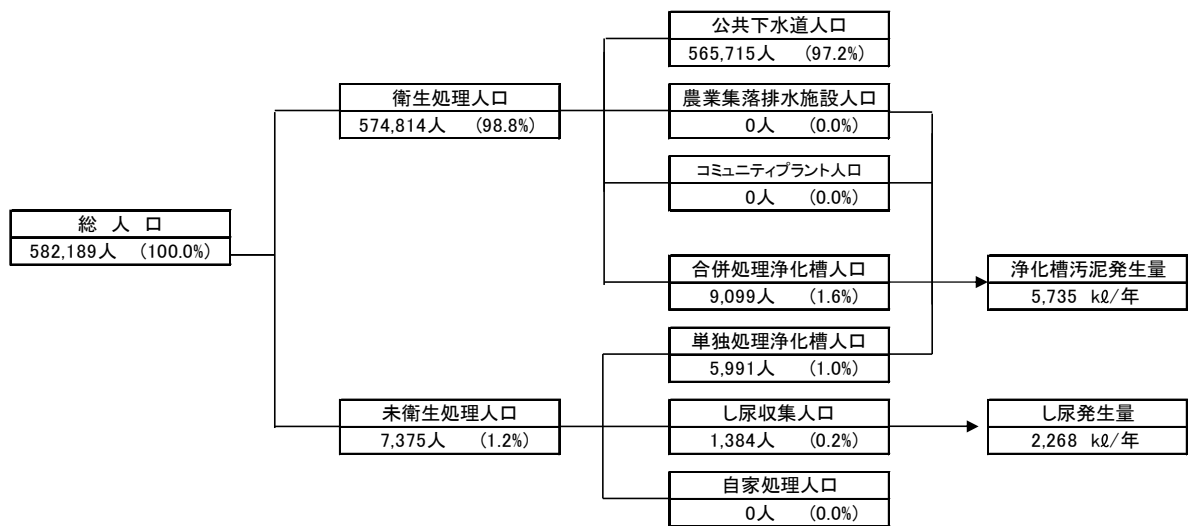 公共下水道人口
565,715人 (97.2%)
衛生処理人口
574,814人 (98.8%)
農業集落排水施設人口
0人 (0.0%)
コミュニティプラント人口
0人 (0.0%)
総 人 口
582,189人 (100.0%)
合併処理浄化槽人口
9,099人 (1.6%)
浄化槽汚泥発生量
5,735 kℓ/年
単独処理浄化槽人口
5,991人 (1.0%)
未衛生処理人口
7,375人 (1.2%)
し尿収集人口
1,384人 (0.2%)
し尿発生量
2,268 kℓ/年
自家処理人口
0人 (0.0%)